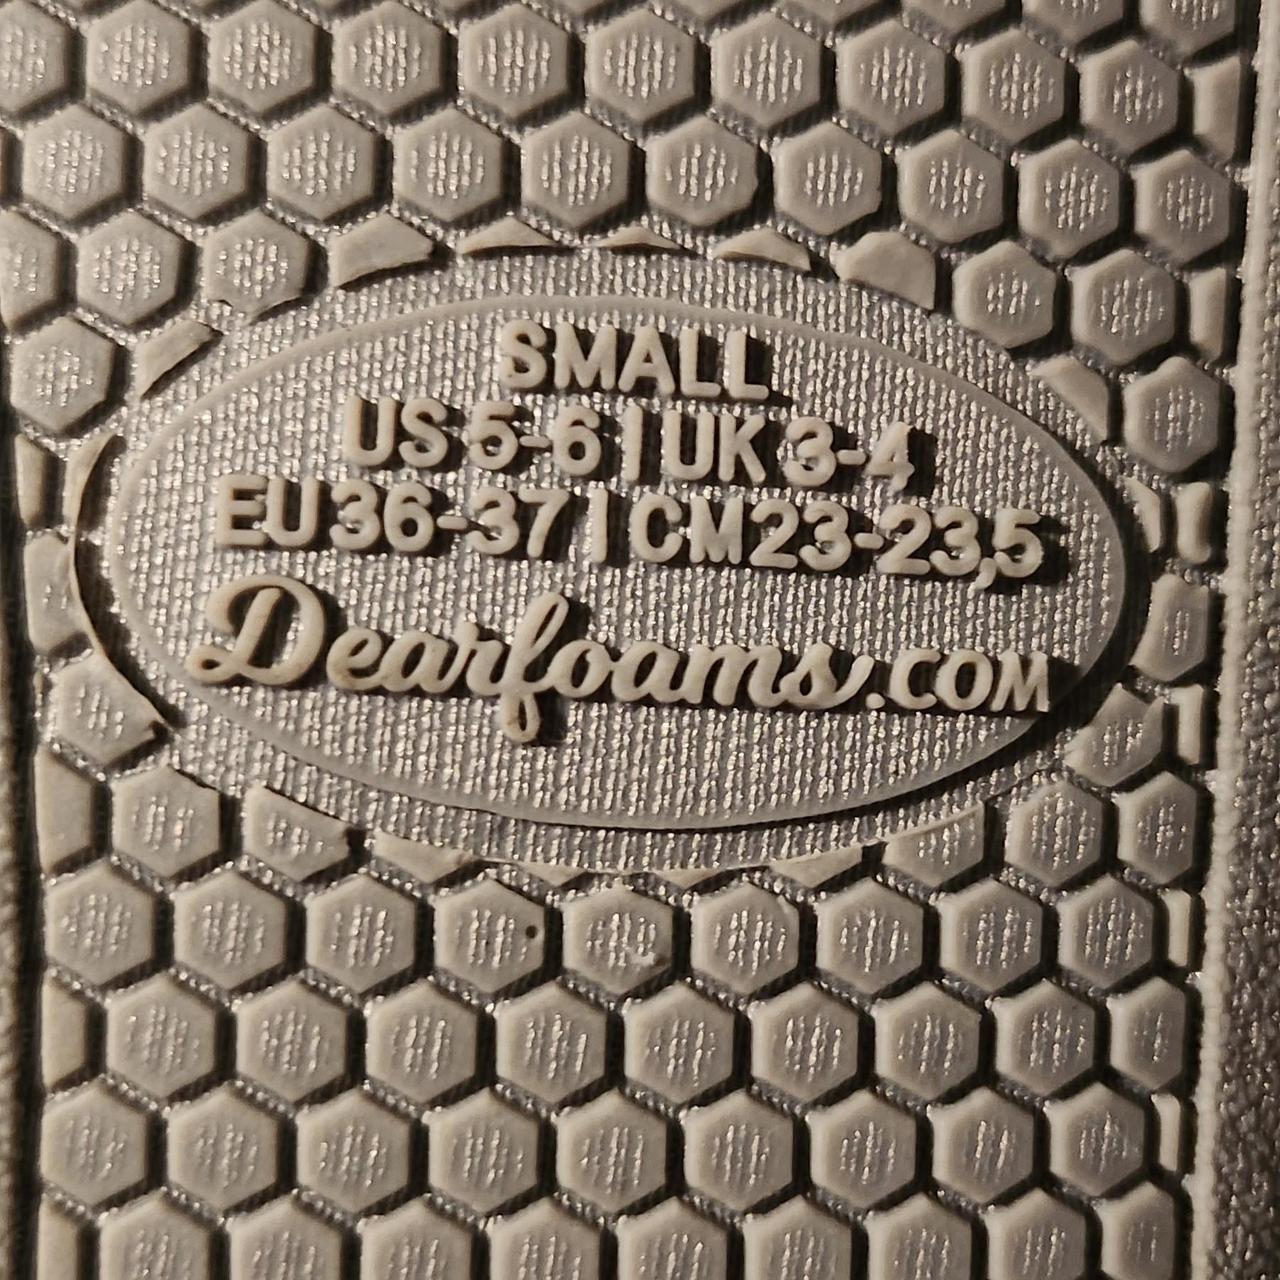 SMALL
US 5-6 | UK 3-4
EU 36-37 | CM 23-23,5
Dearfoams.COM